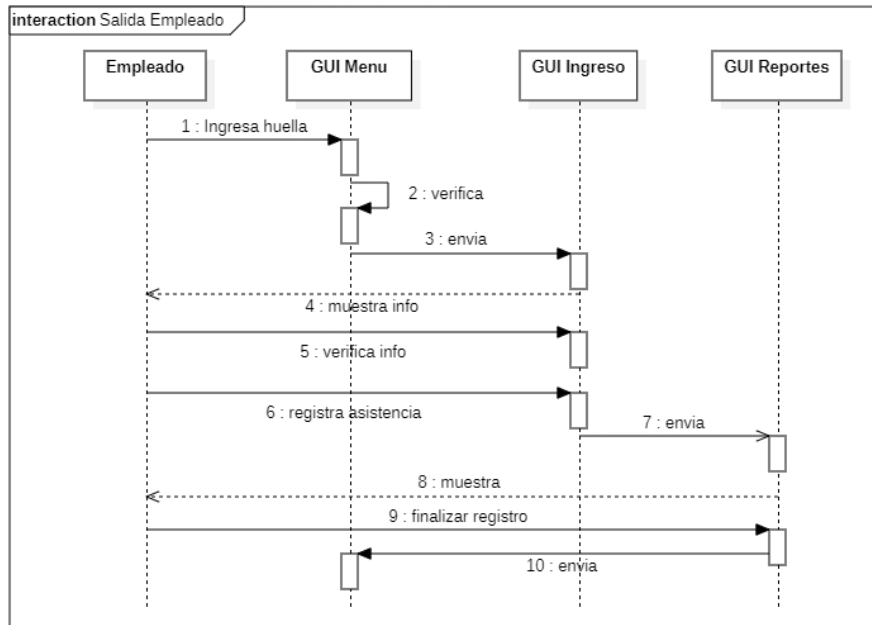 interaction Salida Empleado
Empleado
GUI Menu
GUI Ingreso
GUI Reportes
1 : Ingresa huella
2 : verifica
3 : envia
4 : muestra info
5 : verifica info
6 : registra asistencia
7 : envia
8 : muestra
9 : finalizar registro
10 : envia